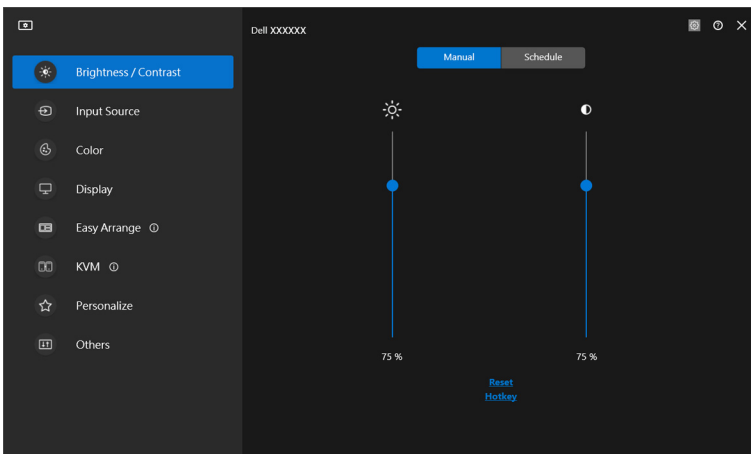 Dell XXXXXX
Manual
Schedule
Brightness / Contrast
Input Source
Color
Display
Easy Arrange
KVM
Personalize
Others
75 %
75 %
Reset
Hotkey